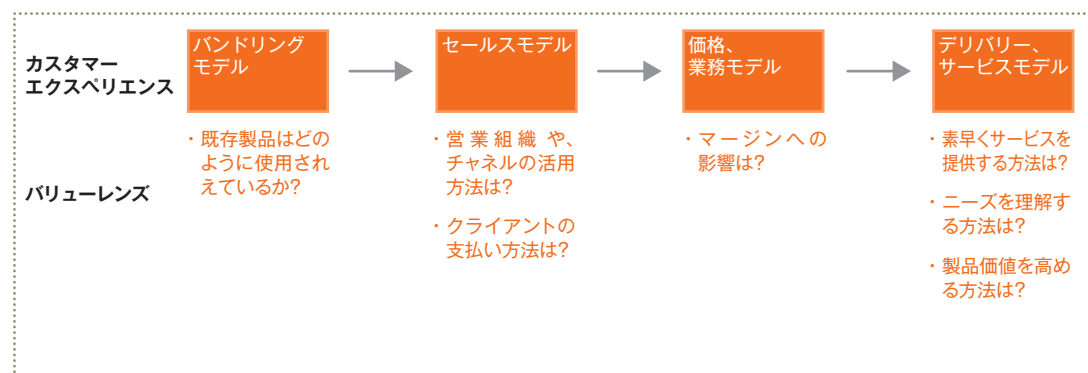 カスタマー
エクスペリエンス
バンドリング
モデル
セールスモデル
価格、
業務モデル
デリバリー、
サービスモデル
バリューレンズ
・既存製品はどの
ように使用され
えているか?
・営業組織や、
チャネルの活用
方法は?
・クライアントの
支払い方法は?
・マージンへの
影響は?
・素早くサービスを
提供する方法は?
・ニーズを理解す
る方法は?
・製品価値を高め
る方法は?